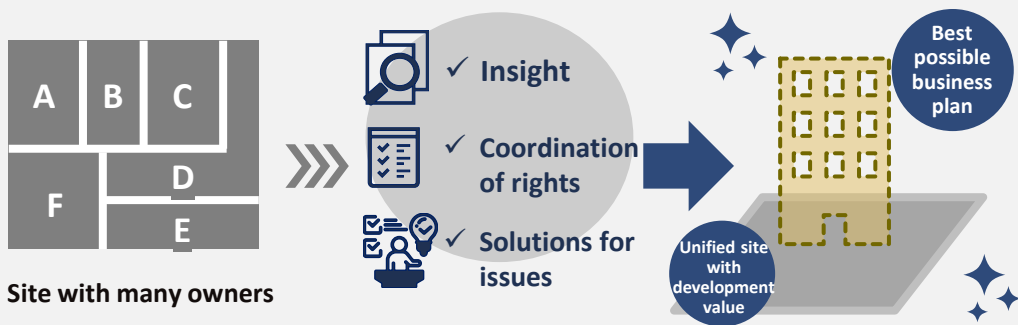 A
B
C
D
E
F
Site with many owners
✓ Insight
✓ Coordination
of rights
✓ Solutions for
issues
Best
possible
business
plan
Unified site
with
development
value